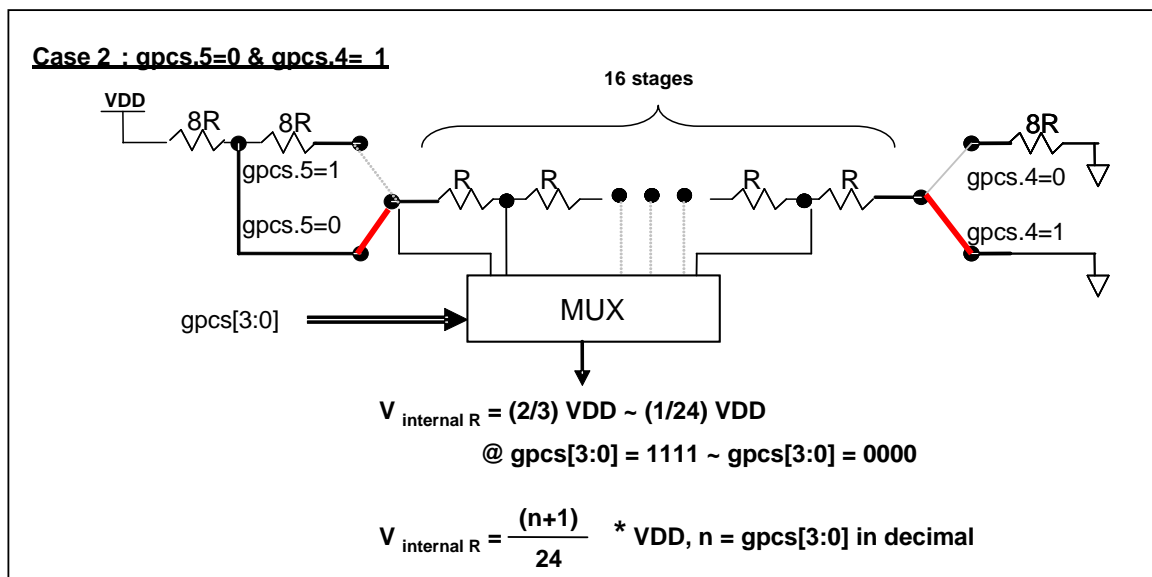 Case 2 : gpcs.5=0 & gpcs.4= 1
16 stages
VDD
8R 8R 8R
gpcs.5=1 gpcs.4=0
R R R R
gpcs.5=0 gpcs.4=1
gpcs[3:0] MUX
V internal R = (2/3) VDD ~ (1/24) VDD
@ gpcs[3:0] = 1111 ~ gpcs[3:0] = 0000
V internal R = (n+1) / 24 * VDD, n = gpcs[3:0] in decimal